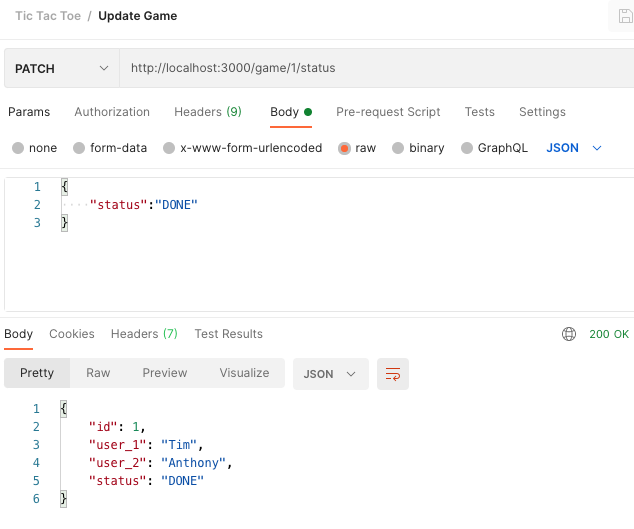 Tic Tac Toe / Update Game
PATCH http://localhost:3000/game/1/status
Params Authorization Headers (9) Body Pre-request Script Tests Settings
none form-data x-www-form-urlencoded raw binary GraphQL JSON
1 {
2 "status":"DONE"
3 }
Body Cookies Headers (7) Test Results 200 OK
Pretty Raw Preview Visualize JSON
1 {
2 "id": 1,
3 "user_1": "Tim",
4 "user_2": "Anthony",
5 "status": "DONE"
6 }